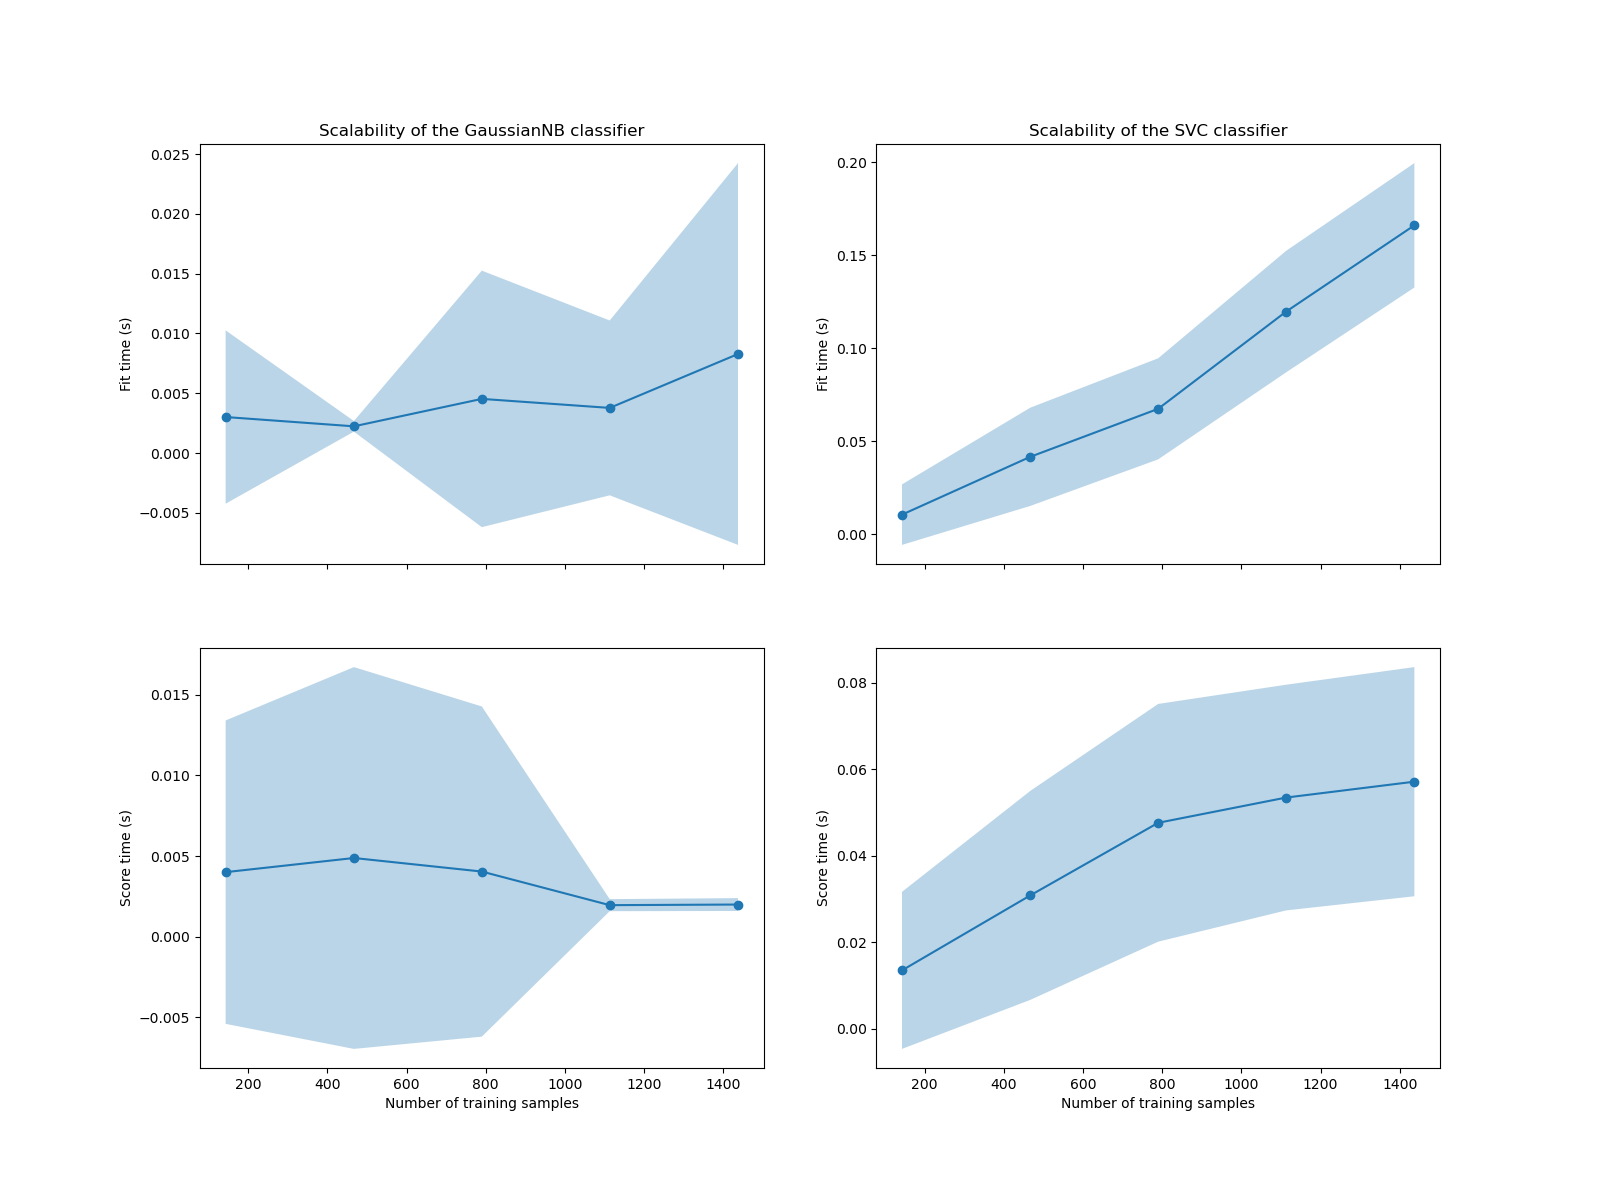 Scalability of the GaussianNB classifier
0.025
0.020
0.015
0.010
0.005
0.000
−0.005
Fit time (s)
Scalability of the SVC classifier
0.20
0.15
0.10
0.05
0.00
Fit time (s)
0.015
0.010
0.005
0.000
−0.005
Score time (s)
200 400 600 800 1000 1200 1400
Number of training samples
0.08
0.06
0.04
0.02
0.00
Score time (s)
200 400 600 800 1000 1200 1400
Number of training samples